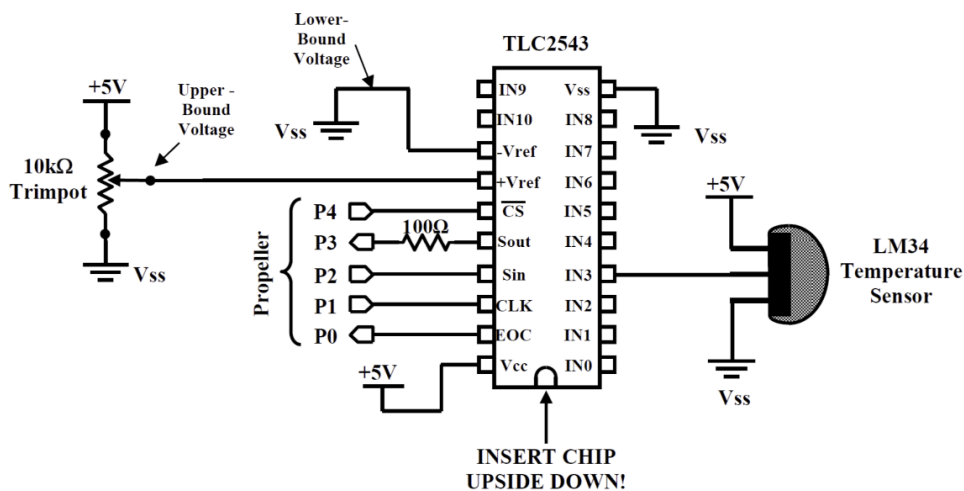 Lower-
Bound
Voltage
TLC2543
+5V
Upper -
Bound
Voltage
Vss
10kΩ
Trimpot
Vss
IN9
IN10
-Vref
+Vref
CS
Sout
Sin
CLK
EOC
Vcc
Vss
IN8
IN7
IN6
IN5
IN4
IN3
IN2
IN1
IN0
Vss
Propeller
P4
P3
100Ω
P2
P1
P0
+5V
+5V
LM34
Temperature
Sensor
Vss
INSERT CHIP
UPSIDE DOWN!